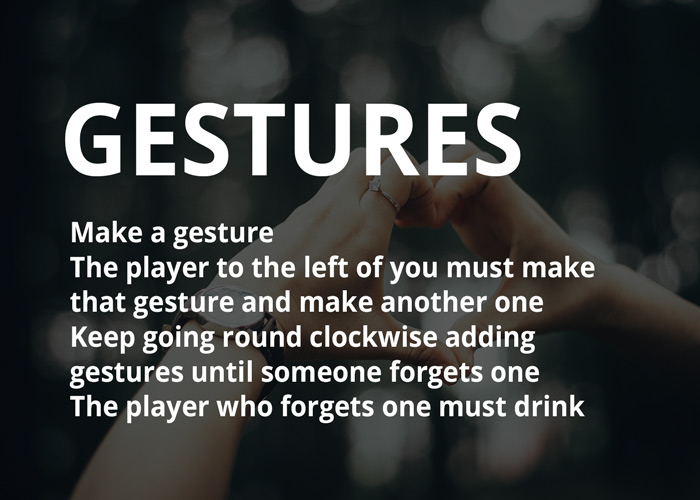 GESTURES
Make a gesture
The player to the left of you must make
that gesture and make another one
Keep going round clockwise adding
gestures until someone forgets one
The player who forgets one must drink